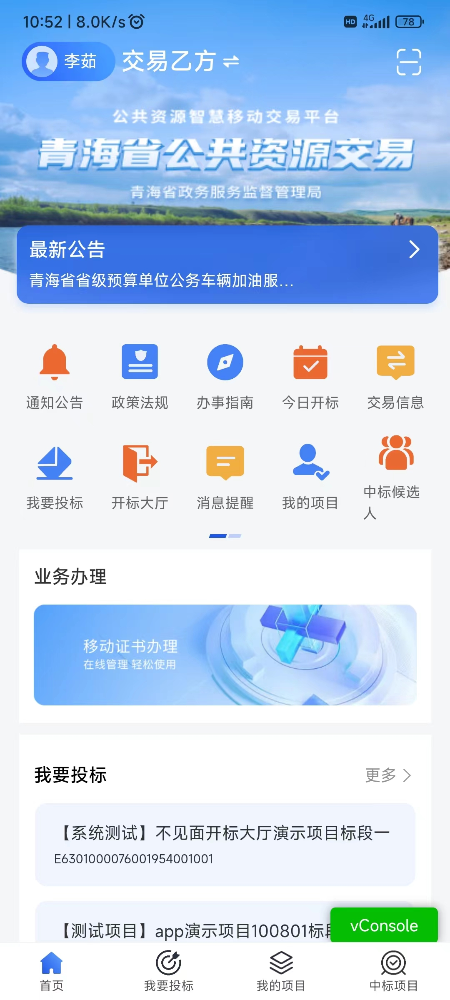 10:52 | 8.0K/s
HD 4G 78
李茹 交易乙方
公共资源智慧移动交易平台
青海省公共资源交易
青海省政务服务监督管理局
最新公告
青海省省级预算单位公务车辆加油服...
通知公告 政策法规 办事指南 今日开标 交易信息
我要投标 开标大厅 消息提醒 我的项目 中标候选
人
业务办理
移动证书办理
在线管理 轻松使用
我要投标 更多
【系统测试】不见面开标大厅演示项目标段一
E6301000076001954001001
【测试项目】app演示项目100801标段
vConsole
首页 我要投标 我的项目 中标项目